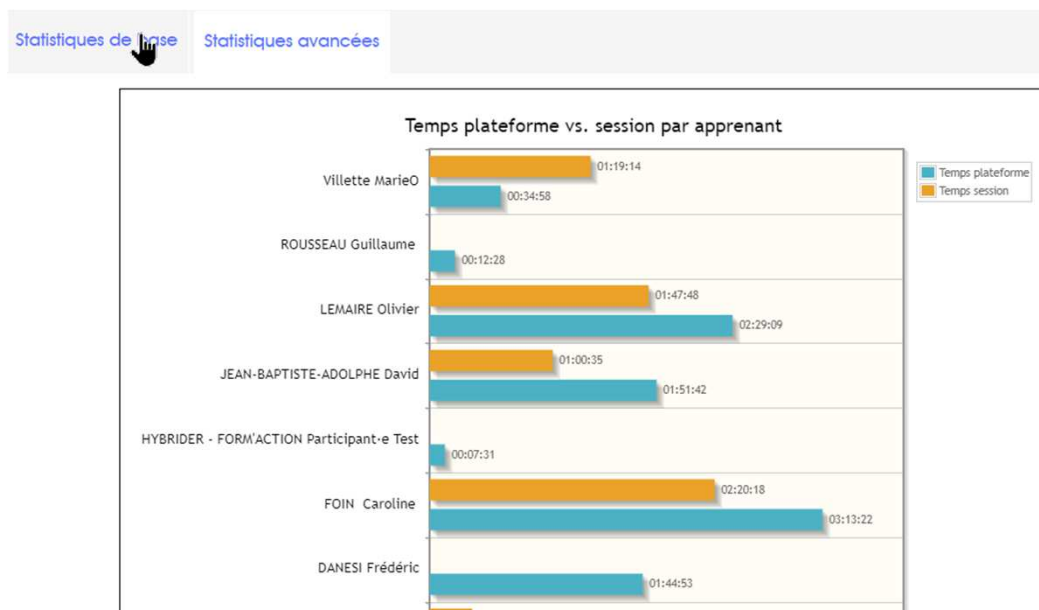 Statistiques de base Statistiques avancées
Temps plateforme vs. session par apprenant
Villette MarieO 01:19:14
00:34:58
Temps plateforme
Temps session
ROUSSEAU Guillaume 00:12:28
LEMAIRE Olivier 01:47:48
02:29:09
JEAN-BAPTISTE-ADOLPHE David 01:00:35
01:51:42
HYBRIDER - FORM'ACTION Participant·e Test 00:07:31
FOIN Caroline 02:20:18
03:13:22
DANESI Frédéric 01:44:53